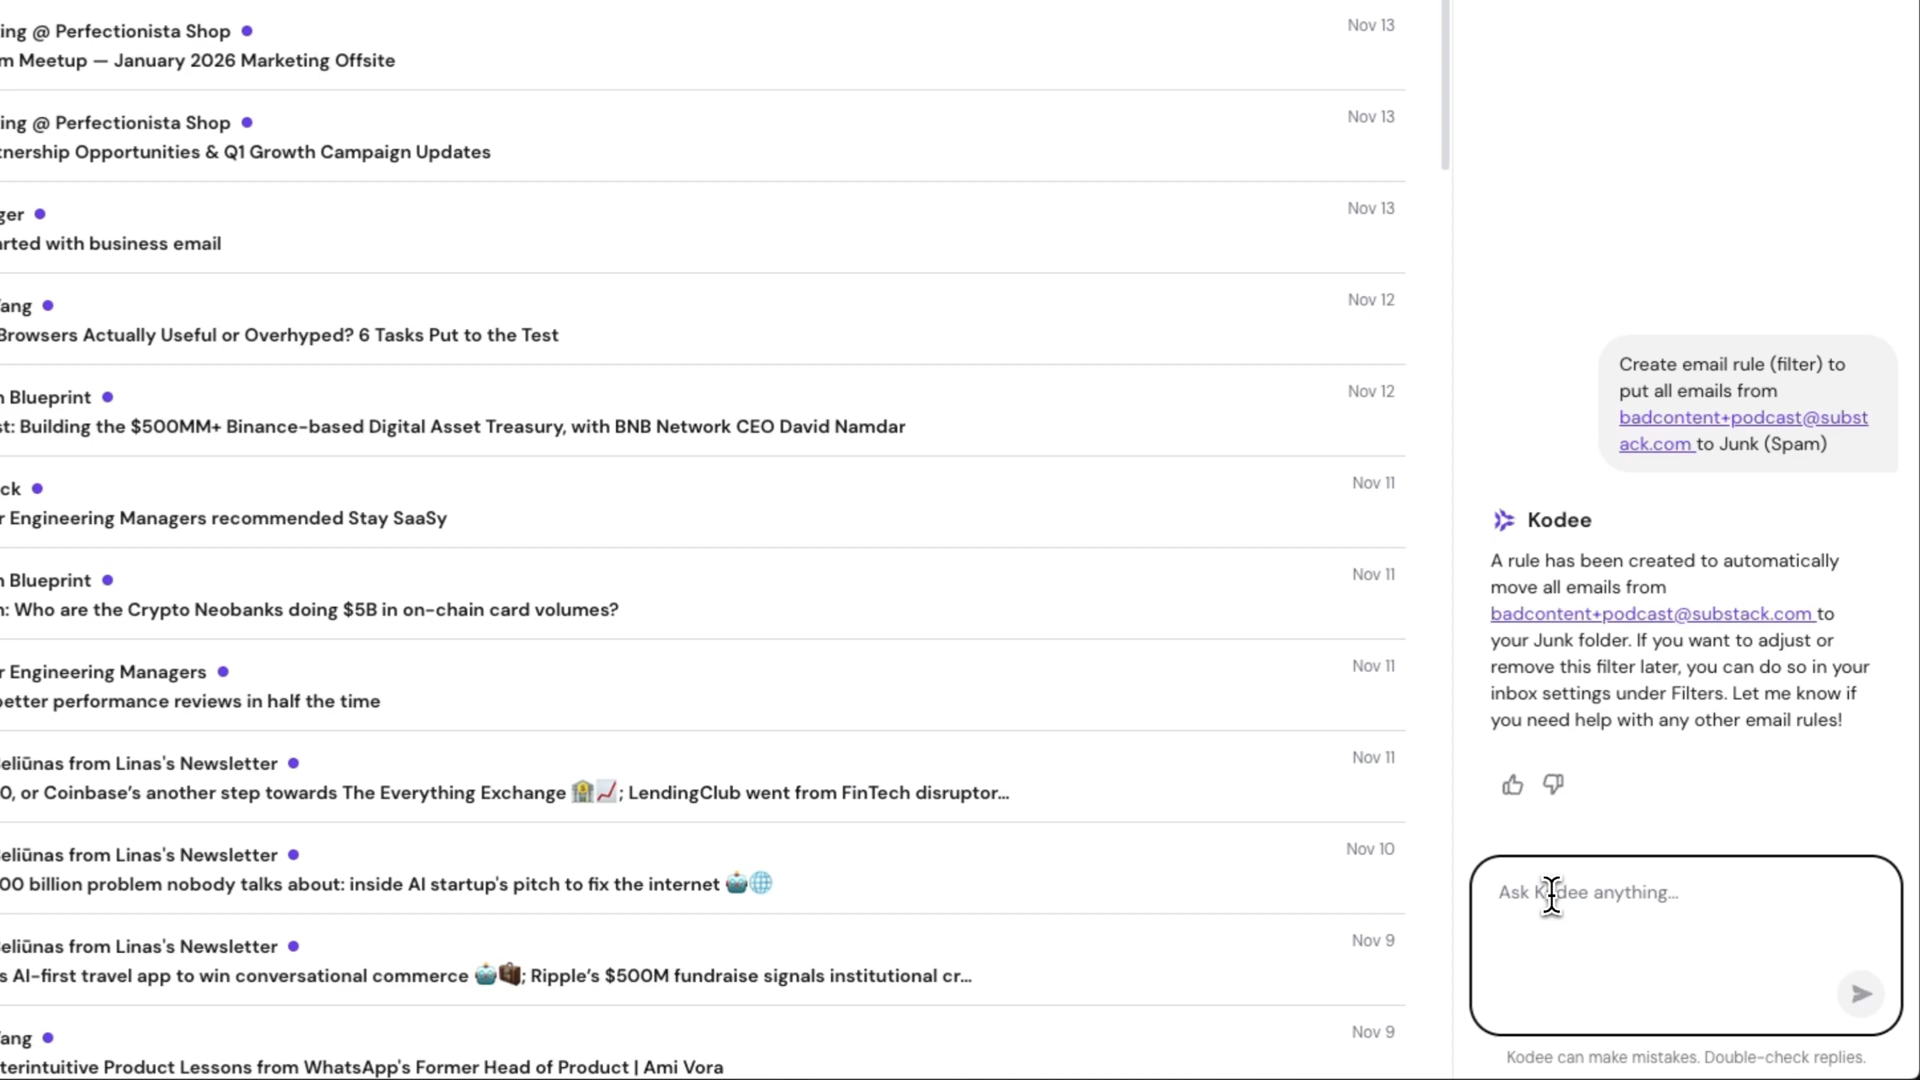 ing @ Perfectionista Shop
Nov 13
m Meetup — January 2026 Marketing Offsite
ing @ Perfectionista Shop
Nov 13
tnership Opportunities & Q1 Growth Campaign Updates
ger
Nov 13
arted with business email
Vang
Nov 12
Browsers Actually Useful or Overhyped? 6 Tasks Put to the Test
n Blueprint
Nov 12
st: Building the $500MM+ Binance-based Digital Asset Treasury, with BNB Network CEO David Namdar
ck
Nov 11
r Engineering Managers recommended Stay SaaSy
n Blueprint
Nov 11
n: Who are the Crypto Neobanks doing $5B in on-chain card volumes?
r Engineering Managers
Nov 11
better performance reviews in half the time
Beliūnas from Linas's Newsletter
Nov 11
0, or Coinbase’s another step towards The Everything Exchange 🏦📈; LendingClub went from FinTech disruptor...
Beliūnas from Linas's Newsletter
Nov 10
00 billion problem nobody talks about: inside AI startup's pitch to fix the internet 🤖🌐
Beliūnas from Linas's Newsletter
Nov 9
s AI-first travel app to win conversational commerce 🤖🧳; Ripple’s $500M fundraise signals institutional cr...
Vang
Nov 9
terintuitive Product Lessons from WhatsApp's Former Head of Product | Ami Vora
Create email rule (filter) to
put all emails from
badcontent+podcast@subst
ack.com to Junk (Spam)
Kodee
A rule has been created to automatically
move all emails from
badcontent+podcast@substack.com to
your Junk folder. If you want to adjust or
remove this filter later, you can do so in your
inbox settings under Filters. Let me know if
you need help with any other email rules!
Ask Kodee anything...
Kodee can make mistakes. Double-check replies.